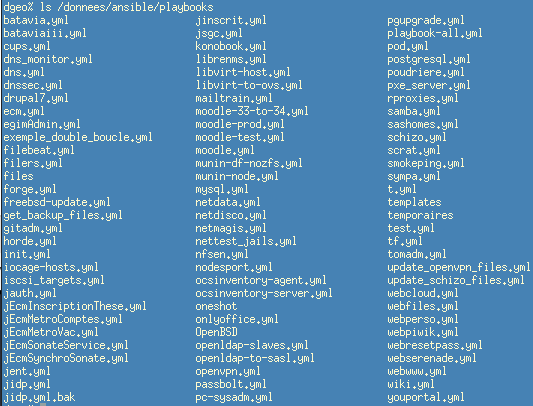 dgeo% ls /donnees/ansible/playbooks
batavia.yml jinscrit.yml pgupgrade.yml
bataviaiii.yml jsgc.yml playbook-all.yml
cups.yml konobook.yml pod.yml
dns_monitor.yml librenms.yml postgresql.yml
dns.yml libvirt-host.yml poudriere.yml
dnssec.yml libvirt-to-ovs.yml pxe_server.yml
drupal7.yml mailtrain.yml rproxies.yml
ecm.yml moodle-33-to-34.yml samba.yml
egimAdmin.yml moodle-prod.yml sashomes.yml
exemple_double_boucle.yml moodle-test.yml schizo.yml
filebeat.yml moodle.yml scrat.yml
filers.yml munin-df-nozfs.yml smokeping.yml
files munin-node.yml sympa.yml
forge.yml mysql.yml t.yml
freebsd-update.yml netdata.yml templates
get_backup_files.yml netdisco.yml temporaires
gitadm.yml netmagis.yml test.yml
horde.yml nettest_jails.yml tf.yml
init.yml nfsen.yml tomadm.yml
iocage-hosts.yml nodesport.yml update_openvpn_files.yml
iscsi_targets.yml ocsinventory-agent.yml update_schizo_files.yml
jauth.yml ocsinventory-server.yml webcloud.yml
jEcmInscriptionThese.yml oneshot webfiles.yml
jEcmMetroComptes.yml onlyoffice.yml webperso.yml
jEcmMetroVac.yml OpenBSD webpiwik.yml
jEcmSonateService.yml openldap-slaves.yml webresetpass.yml
jEcmSynchroSonate.yml openldap-to-sasl.yml webserenade.yml
jent.yml openvpn.yml webwww.yml
jidp.yml passbolt.yml wiki.yml
jidp.yml.bak pc-sysadm.yml youportal.yml